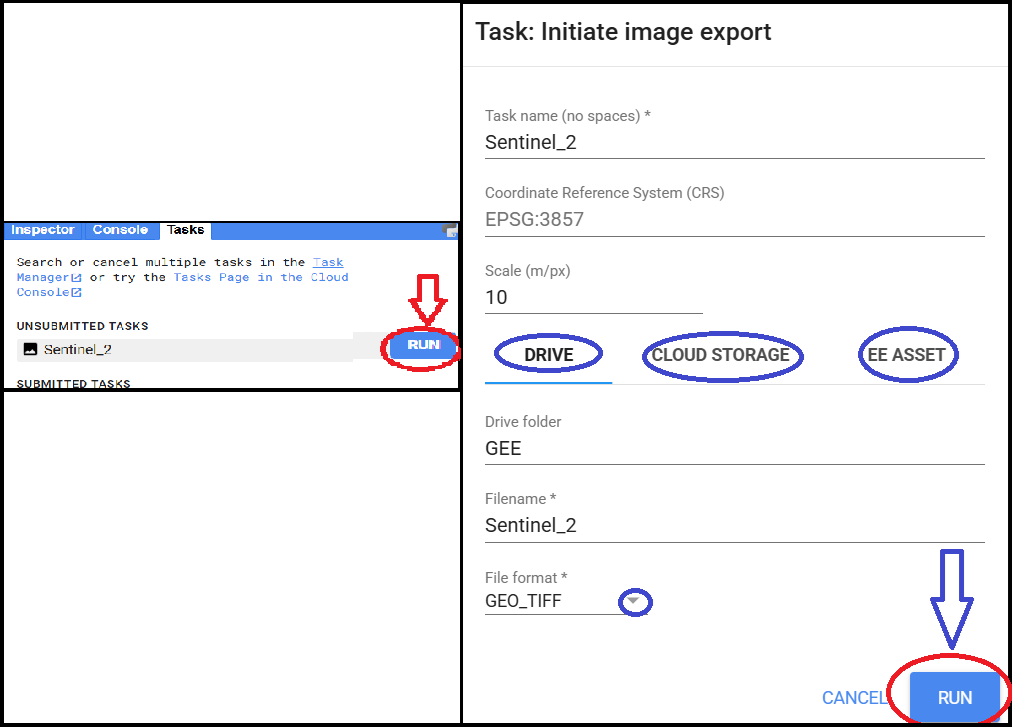 Inspector Console Tasks
Search or cancel multiple tasks in the Task
Manager or try the Tasks Page in the Cloud
Console
UNSUBMITTED TASKS
Sentinel_2 RUN
SUBMITTED TASKS
Task: Initiate image export
Task name (no spaces) *
Sentinel_2
Coordinate Reference System (CRS)
EPSG:3857
Scale (m/px)
10
DRIVE CLOUD STORAGE EE ASSET
Drive folder
GEE
Filename *
Sentinel_2
File format *
GEO_TIFF
CANCEL RUN